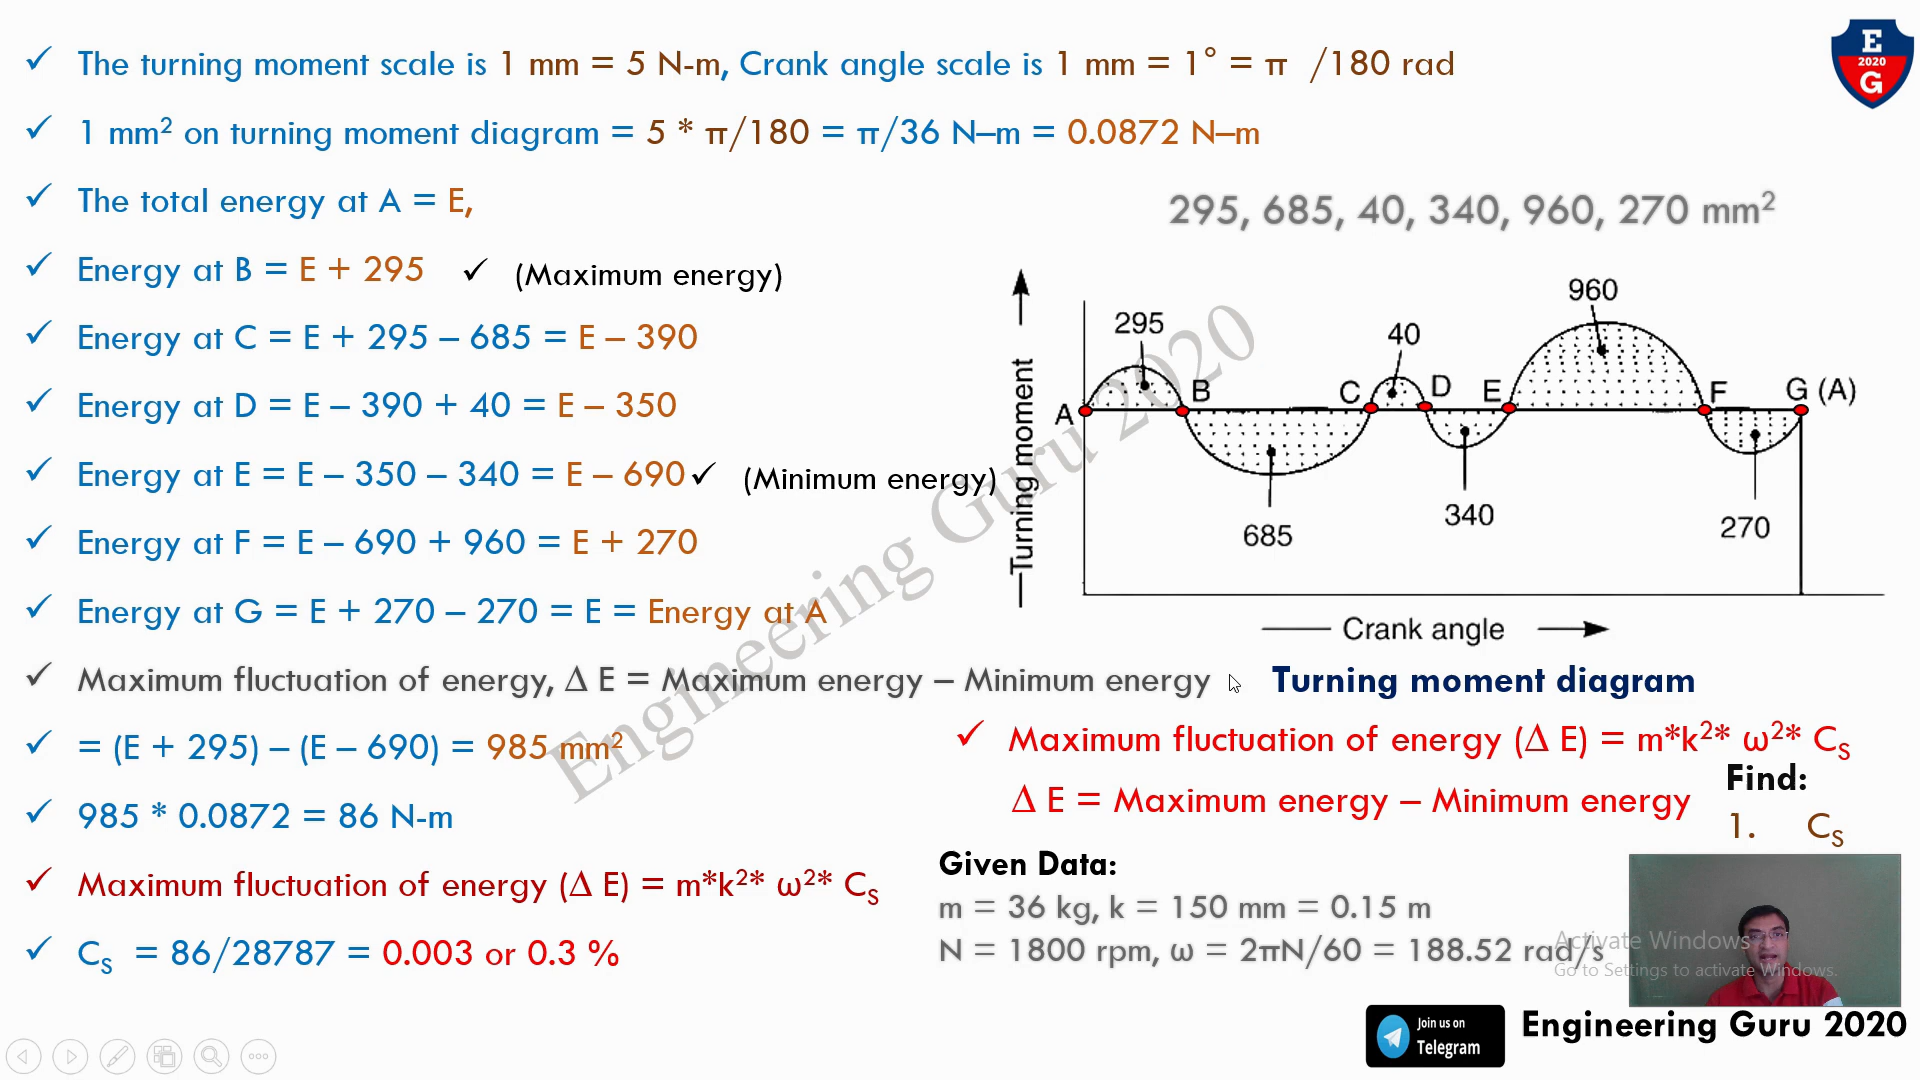 The turning moment scale is 1 mm = 5 N-m, Crank angle scale is 1 mm = 1° = π /180 rad
1 mm² on turning moment diagram = 5 * π/180 = π/36 N–m = 0.0872 N–m
The total energy at A = E,
Energy at B = E + 295 ✓ (Maximum energy)
Energy at C = E + 295 – 685 = E – 390
Energy at D = E – 390 + 40 = E – 350
Energy at E = E – 350 – 340 = E – 690 ✓ (Minimum energy)
Energy at F = E – 690 + 960 = E + 270
Energy at G = E + 270 – 270 = E = Energy at A
Maximum fluctuation of energy, Δ E = Maximum energy – Minimum energy
= (E + 295) – (E – 690) = 985 mm²
985 * 0.0872 = 86 N-m
Maximum fluctuation of energy (Δ E) = m*k²* ω²* C_S
C_S = 86/28787 = 0.003 or 0.3 %
E
2020
G
295, 685, 40, 340, 960, 270 mm²
960
295
40
A
B
C
D
E
F
G (A)
685
340
270
Turning moment
Crank angle
Turning moment diagram
Maximum fluctuation of energy (Δ E) = m*k²* ω²* C_S
Δ E = Maximum energy – Minimum energy
Find:
1. C_S
Given Data:
m = 36 kg, k = 150 mm = 0.15 m
N = 1800 rpm, ω = 2πN/60 = 188.52 rad/s
Activate Windows
Go to Settings to activate Windows.
Join us on
Telegram
Engineering Guru 2020
Engineering Guru 2020